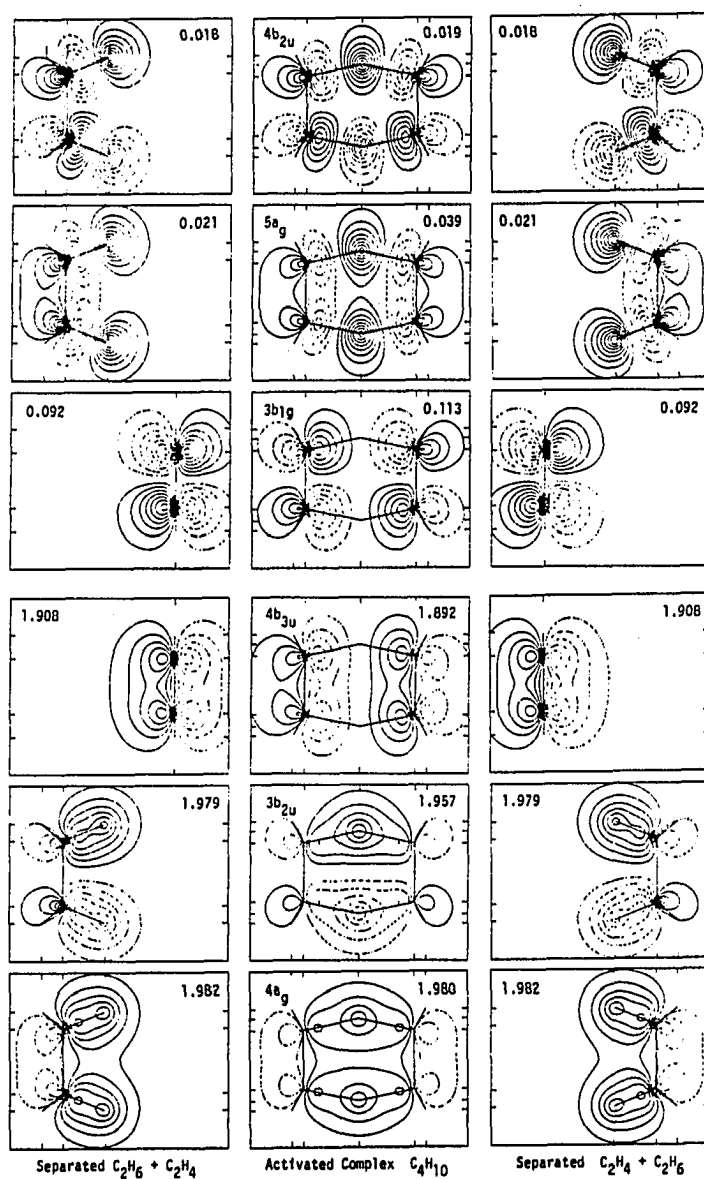 0.018 4b2u 0.019 0.018
0.021 5ag 0.039 0.021
0.092 3b1g 0.113 0.092
1.908 4b3u 1.892 1.908
1.979 3b2u 1.957 1.979
1.982 4ag 1.980 1.982
Separated C2H6 + C2H4 Activated Complex C4H10 Separated C2H4 + C2H6